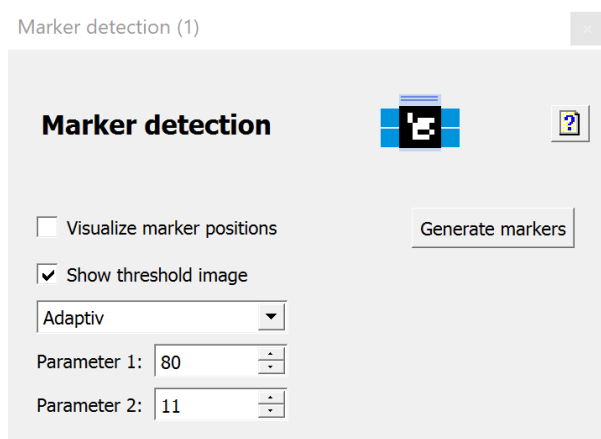 Marker detection (1)
Marker detection
Visualize marker positions
Generate markers
Show threshold image
Adaptiv
Parameter 1: 80
Parameter 2: 11